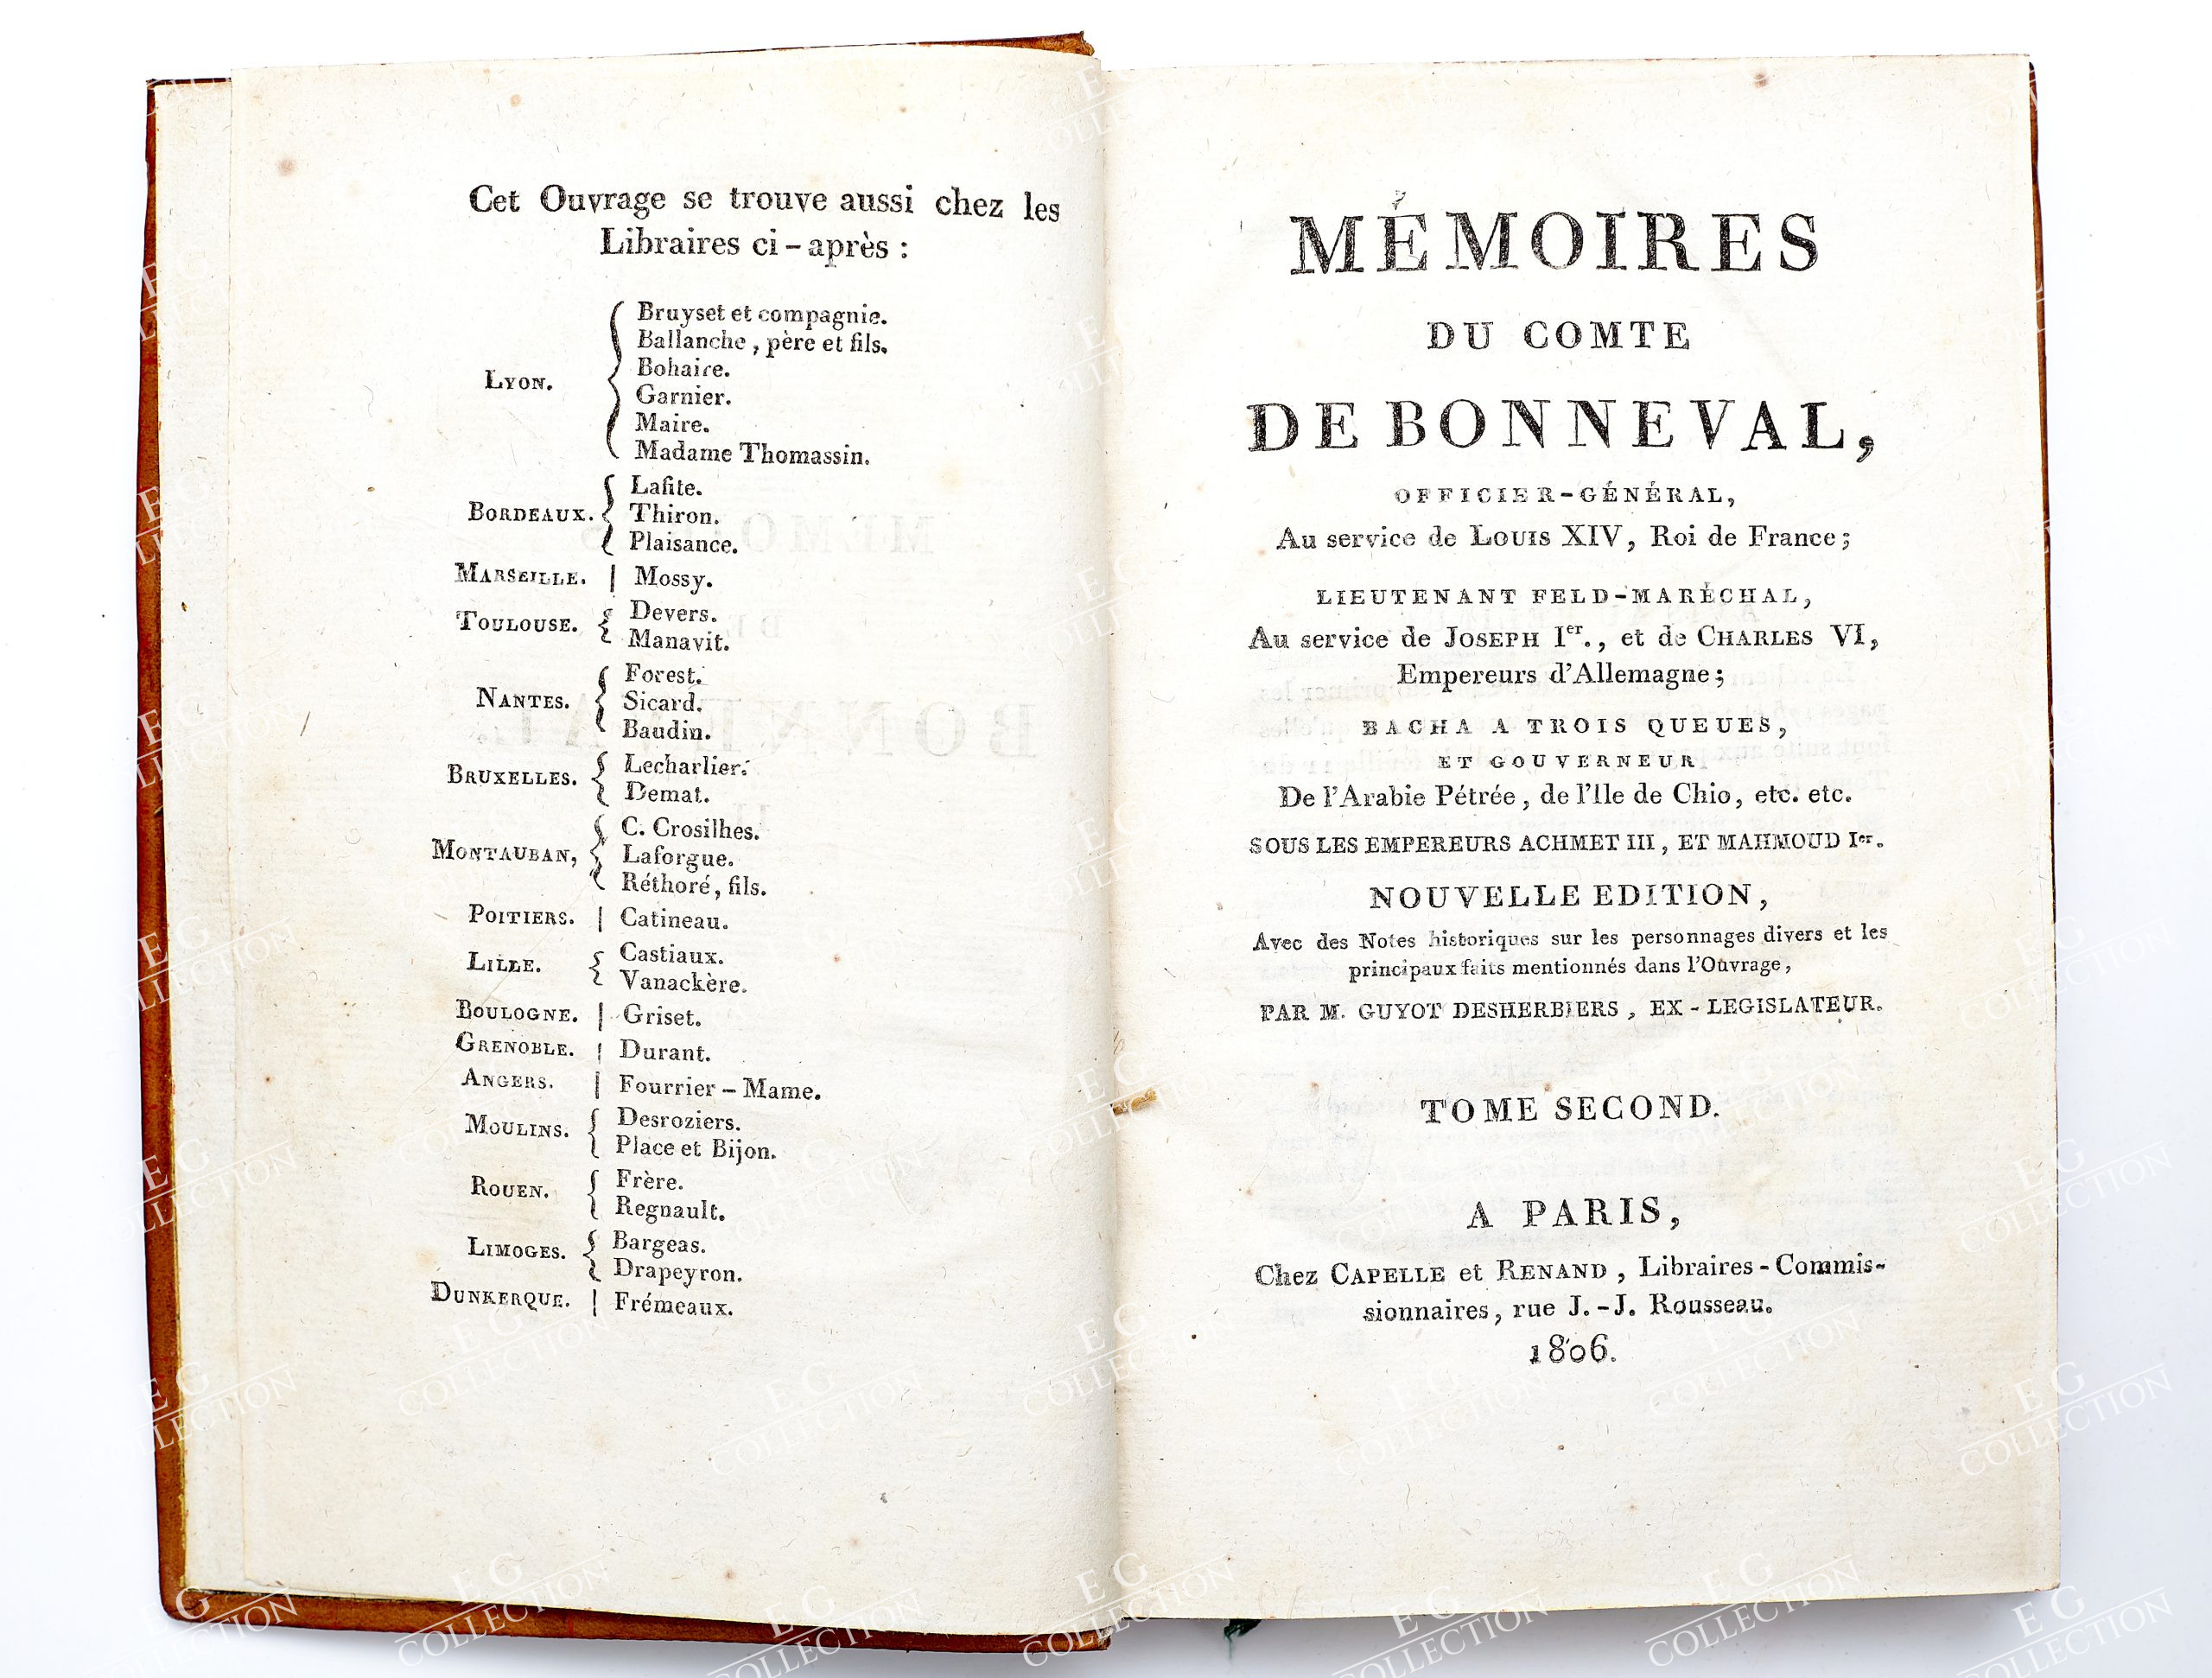 Cet Ouvrage se trouve aussi chez les
Libraires ci-après :
LYON.
Bruyset et compagnie.
Ballanche, père et fils.
Bohaire.
Garnier.
Maire.
Madame Thomassin.
BORDEAUX.
Lafite.
Thiron.
Plaisance.
MARSEILLE. | Mossy.
TOULOUSE.
Devers.
Manavit.
NANTES.
Forest.
Sicard.
Baudin.
BRUXELLES.
Lecharlier.
Demat.
MONTAUBAN,
C. Crosilhes.
Laforgue.
Réthoré, fils.
POITIERS. | Catineau.
LILLE.
Castiaux.
Vanackère.
BOULOGNE. | Griset.
GRENOBLE. | Durant.
ANGERS. | Fourrier-Mame.
MOULINS.
Desroziers.
Place et Bijon.
ROUEN.
Frère.
Regnault.
LIMOGES.
Bargeas.
Drapeyron.
DUNKERQUE. | Frémeaux.
MÉMOIRES
DU COMTE
DE BONNEVAL,
OFFICIER-GÉNÉRAL,
Au service de LOUIS XIV, Roi de France;
LIEUTENANT FELD-MARÉCHAL,
Au service de JOSEPH Ier., et de CHARLES VI,
Empereurs d'Allemagne;
BACHA A TROIS QUEUES,
ET GOUVERNEUR
De l'Arabie Pétrée, de l'Ile de Chio, etc. etc.
SOUS LES EMPEREURS ACHMET III, ET MAHMOUD Ier.
NOUVELLE EDITION,
Avec des Notes historiques sur les personnages divers et les
principaux faits mentionnés dans l'Ouvrage,
PAR M. GUYOT DESHERBIERS, EX-LEGISLATEUR.
TOME SECOND.
A PARIS,
Chez CAPELLE et RENAND, Libraires-Commis-
sionnaires, rue J.-J. Rousseau.
1806.
EG
COLLECTION